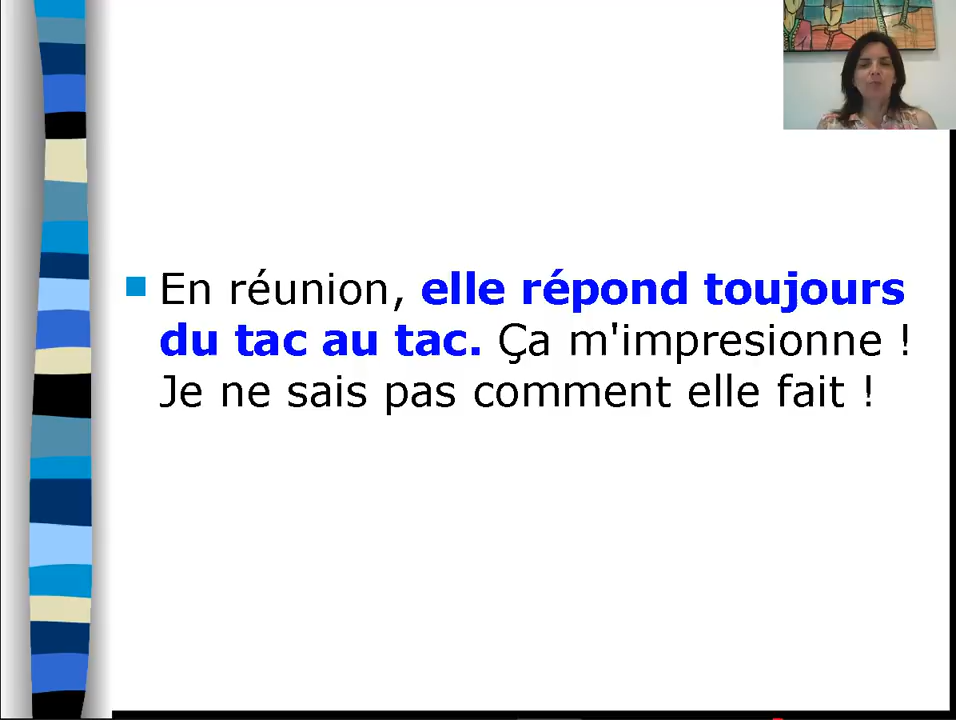 En réunion, elle répond toujours
du tac au tac. Ça m'impresionne !
Je ne sais pas comment elle fait !